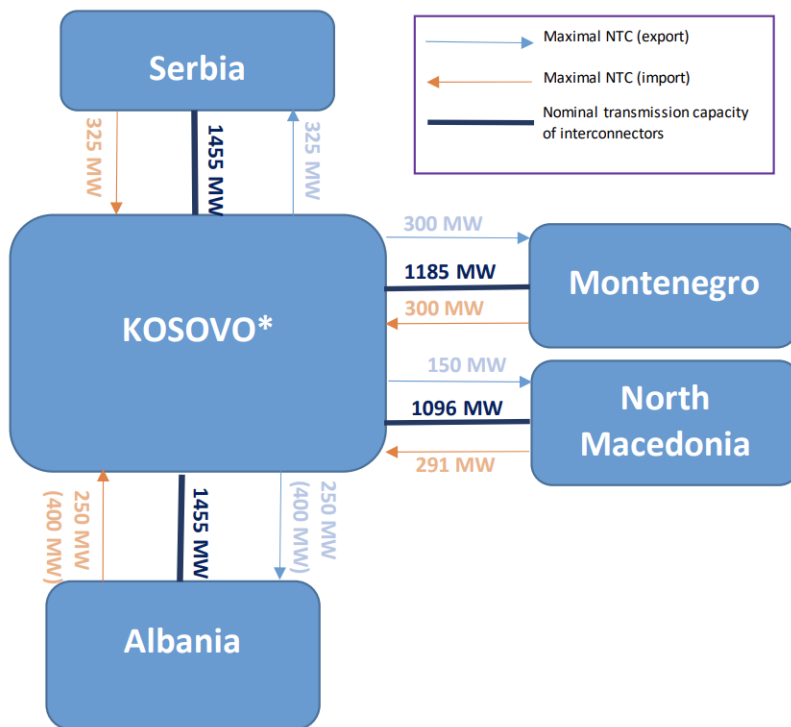 Maximal NTC (export)
Maximal NTC (import)
Nominal transmission capacity
of interconnectors
Serbia
325 MW
1455 MW
325 MW
KOSOVO*
300 MW
1185 MW
300 MW
Montenegro
150 MW
1096 MW
291 MW
North
Macedonia
250 MW
(400 MW)
1455 MW
250 MW
(400 MW)
Albania